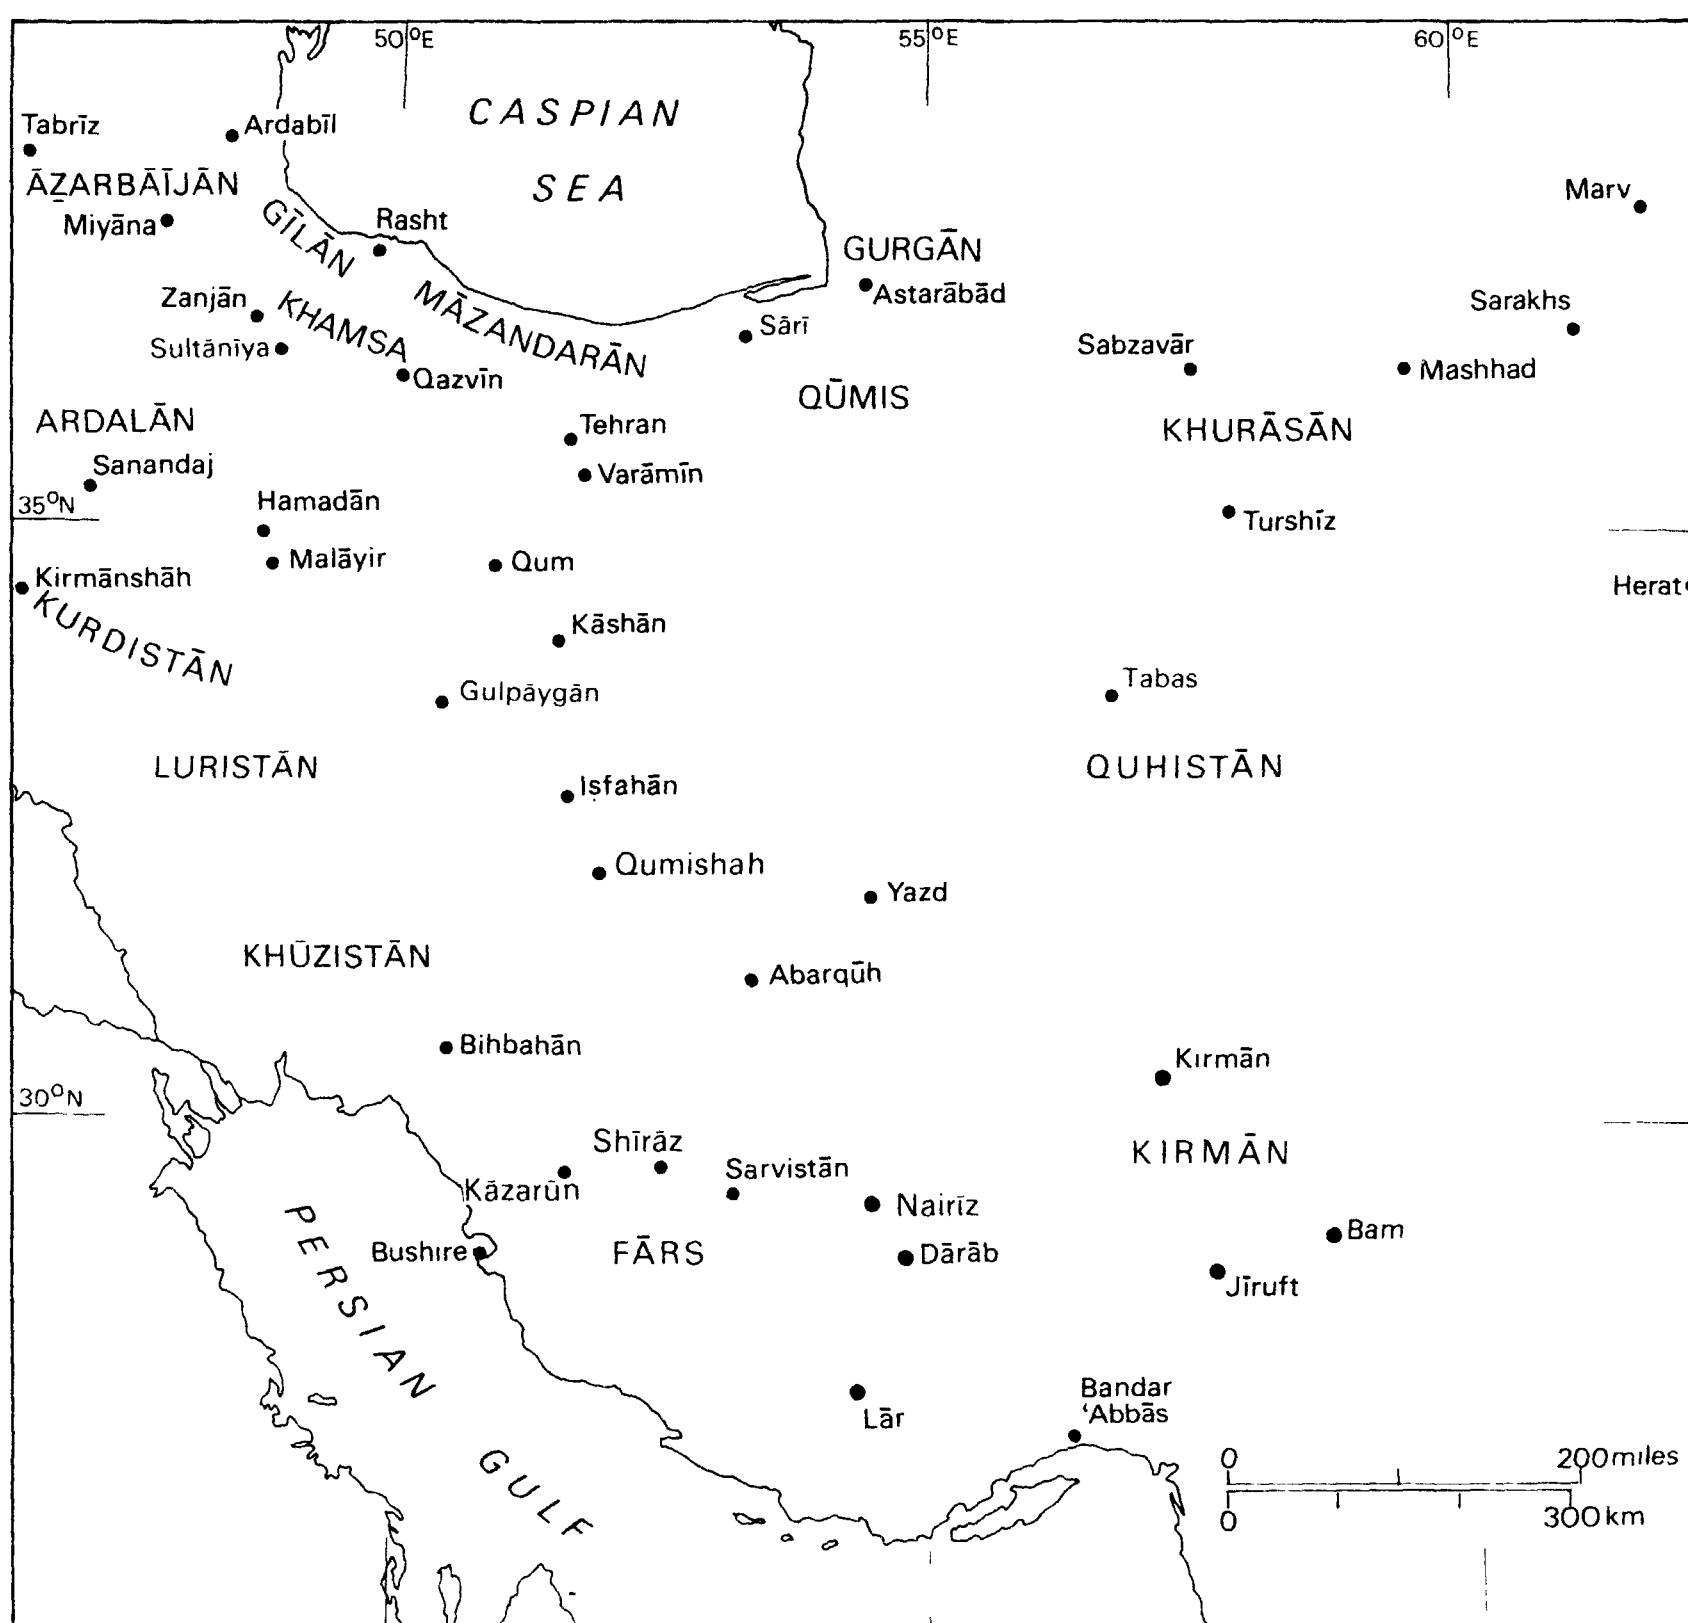 50°E
55°E
60°E
CASPIAN
SEA
Tabrīz
Ardabīl
ĀẔARBĀĪJĀN
Miyāna
GĪLĀN
Rasht
Marv
GURGĀN
Astarābād
Zanjān
KHAMSA
MĀZANDARĀN
Sārī
Sarakhs
Sultānīya
Qazvīn
Sabzavār
Mashhad
QŪMIS
ARDALĀN
Tehran
KHURĀSĀN
Sanandaj
Varāmīn
35°N
Hamadān
Turshīz
Malāyir
Qum
Kirmānshāh
Herat
KURDISTĀN
Kāshān
Gulpāygān
Tabas
LURISTĀN
QUHISTĀN
Iṣfahān
Qumishah
Yazd
KHŪZISTĀN
Abarqūh
Bihbahān
Kirmān
30°N
Shīrāz
KIRMĀN
Sarvistān
Kāzarūn
Nairīz
Bam
Bushire
FĀRS
Dārāb
Jīruft
PERSIAN
GULF
Lār
Bandar
ʻAbbās
0
200 miles
0
300 km